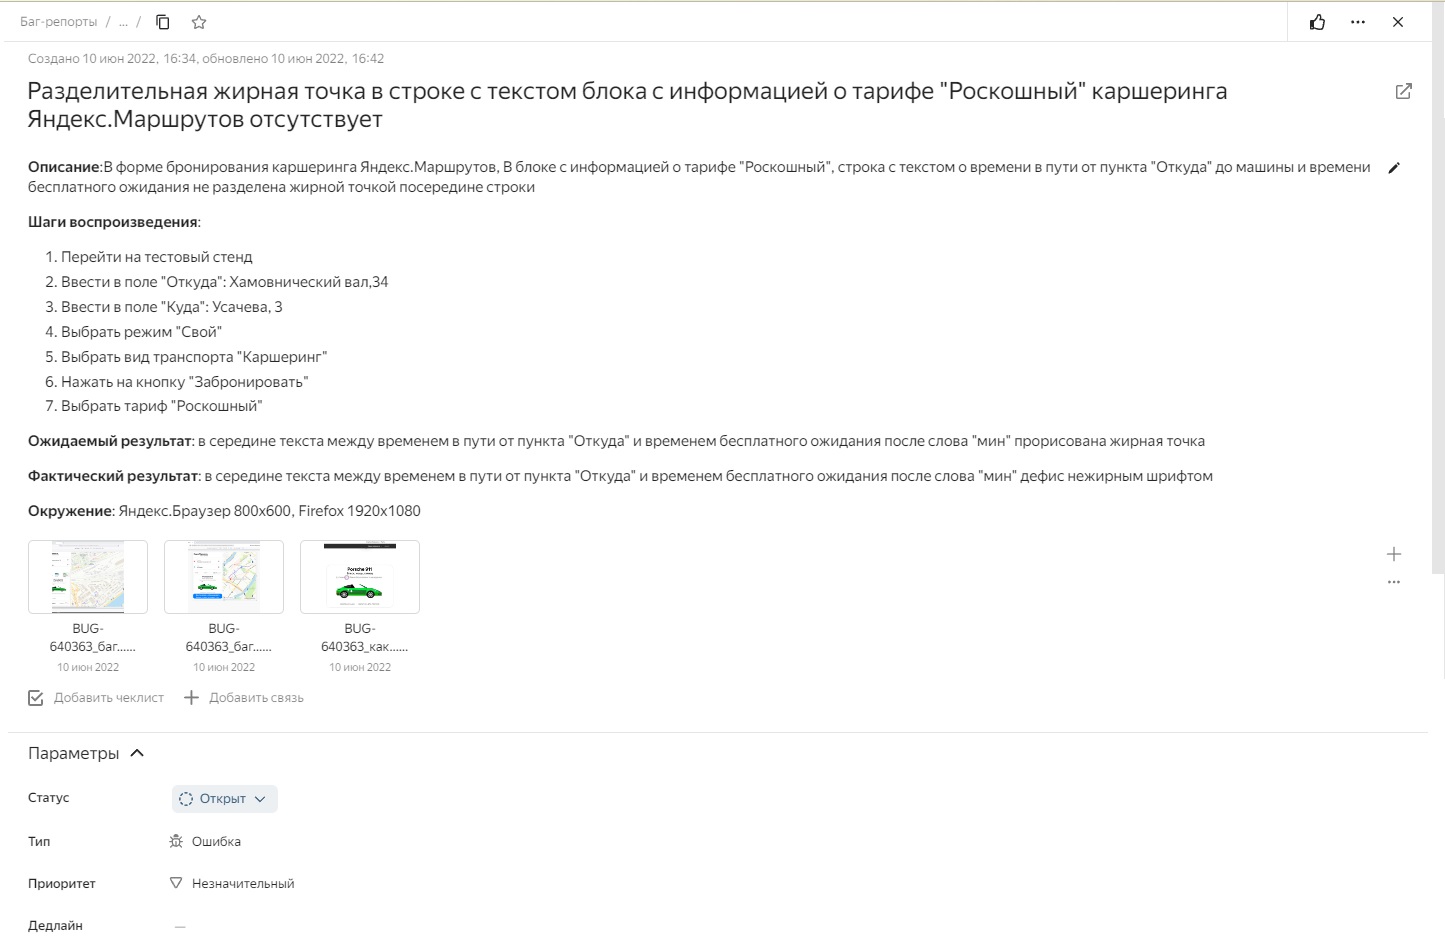 Баг-репорты / ... /
Создано 10 июн 2022, 16:34, обновлено 10 июн 2022, 16:42
Разделительная жирная точка в строке с текстом блока с информацией о тарифе "Роскошный" каршеринга
Яндекс.Маршрутов отсутствует
Описание:В форме бронирования каршеринга Яндекс.Маршрутов, В блоке с информацией о тарифе "Роскошный", строка с текстом о времени в пути от пункта "Откуда" до машины и времени
бесплатного ожидания не разделена жирной точкой посередине строки
Шаги воспроизведения:
1. Перейти на тестовый стенд
2. Ввести в поле "Откуда": Хамовнический вал,34
3. Ввести в поле "Куда": Усачева, 3
4. Выбрать режим "Свой"
5. Выбрать вид транспорта "Каршеринг"
6. Нажать на кнопку "Забронировать"
7. Выбрать тариф "Роскошный"
Ожидаемый результат: в середине текста между временем в пути от пункта "Откуда" и временем бесплатного ожидания после слова "мин" прорисована жирная точка
Фактический результат: в середине текста между временем в пути от пункта "Откуда" и временем бесплатного ожидания после слова "мин" дефис нежирным шрифтом
Окружение: Яндекс.Браузер 800x600, Firefox 1920x1080
Porsche 911
BUG-
640363_баг......
10 июн 2022
BUG-
640363_баг......
10 июн 2022
BUG-
640363_как......
10 июн 2022
Добавить чеклист
Добавить связь
Параметры
Статус
Открыт
Тип
Ошибка
Приоритет
Незначительный
Дедлайн
—